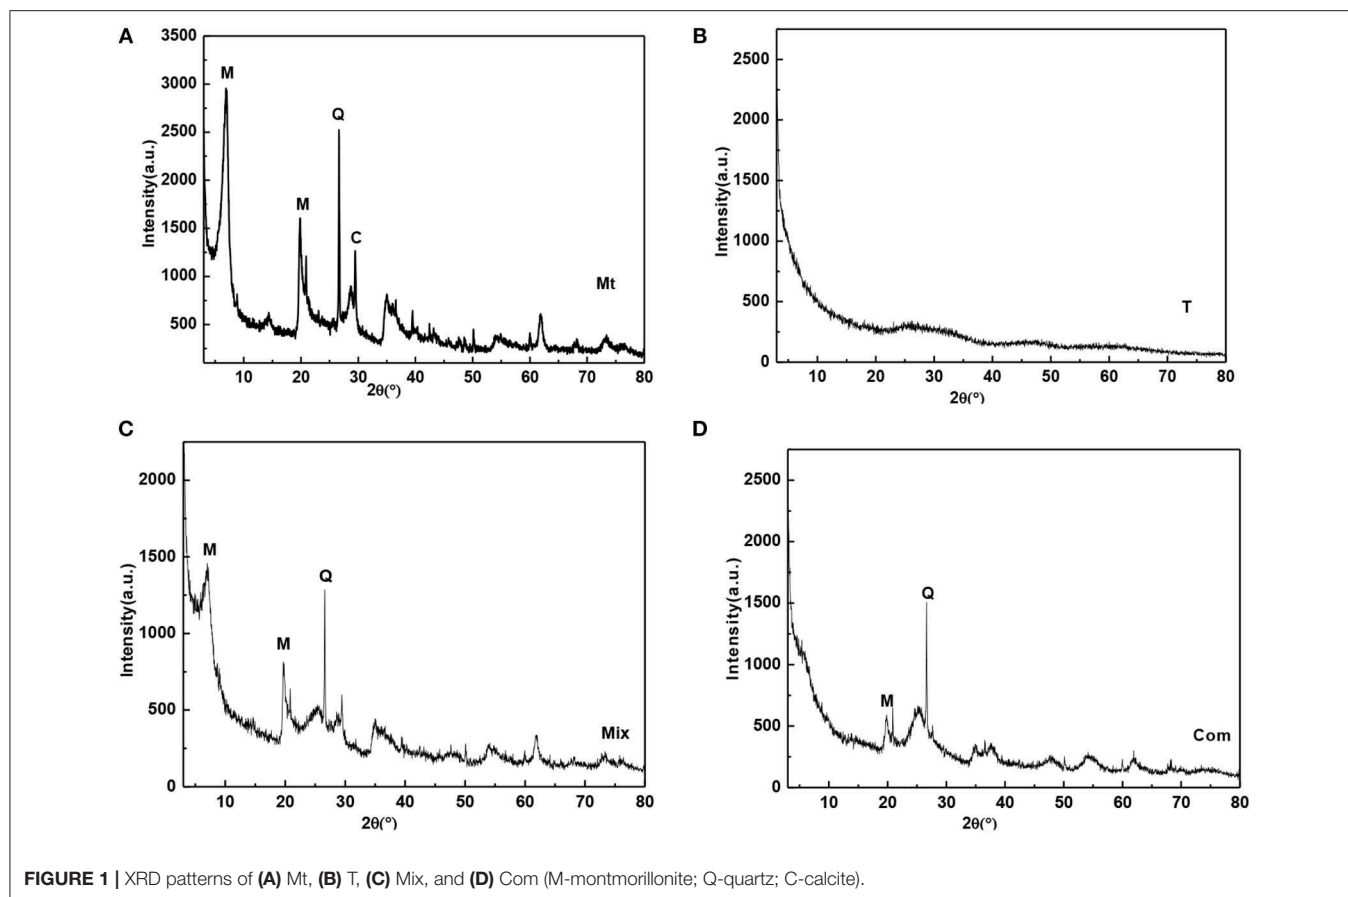 A
3500
3000
2500
2000
1500
1000
500
Intensity(a.u.)
M
M
Q
C
Mt
10 20 30 40 50 60 70 80
2θ(°)
B
2500
2000
1500
1000
500
0
Intensity(a.u.)
T
10 20 30 40 50 60 70 80
2θ(°)
C
2000
1500
1000
500
0
Intensity(a.u.)
M
M
Q
Mix
10 20 30 40 50 60 70 80
2θ(°)
D
2500
2000
1500
1000
500
0
Intensity(a.u.)
M
Q
Com
10 20 30 40 50 60 70 80
2θ(°)
FIGURE 1 | XRD patterns of (A) Mt, (B) T, (C) Mix, and (D) Com (M-montmorillonite; Q-quartz; C-calcite).